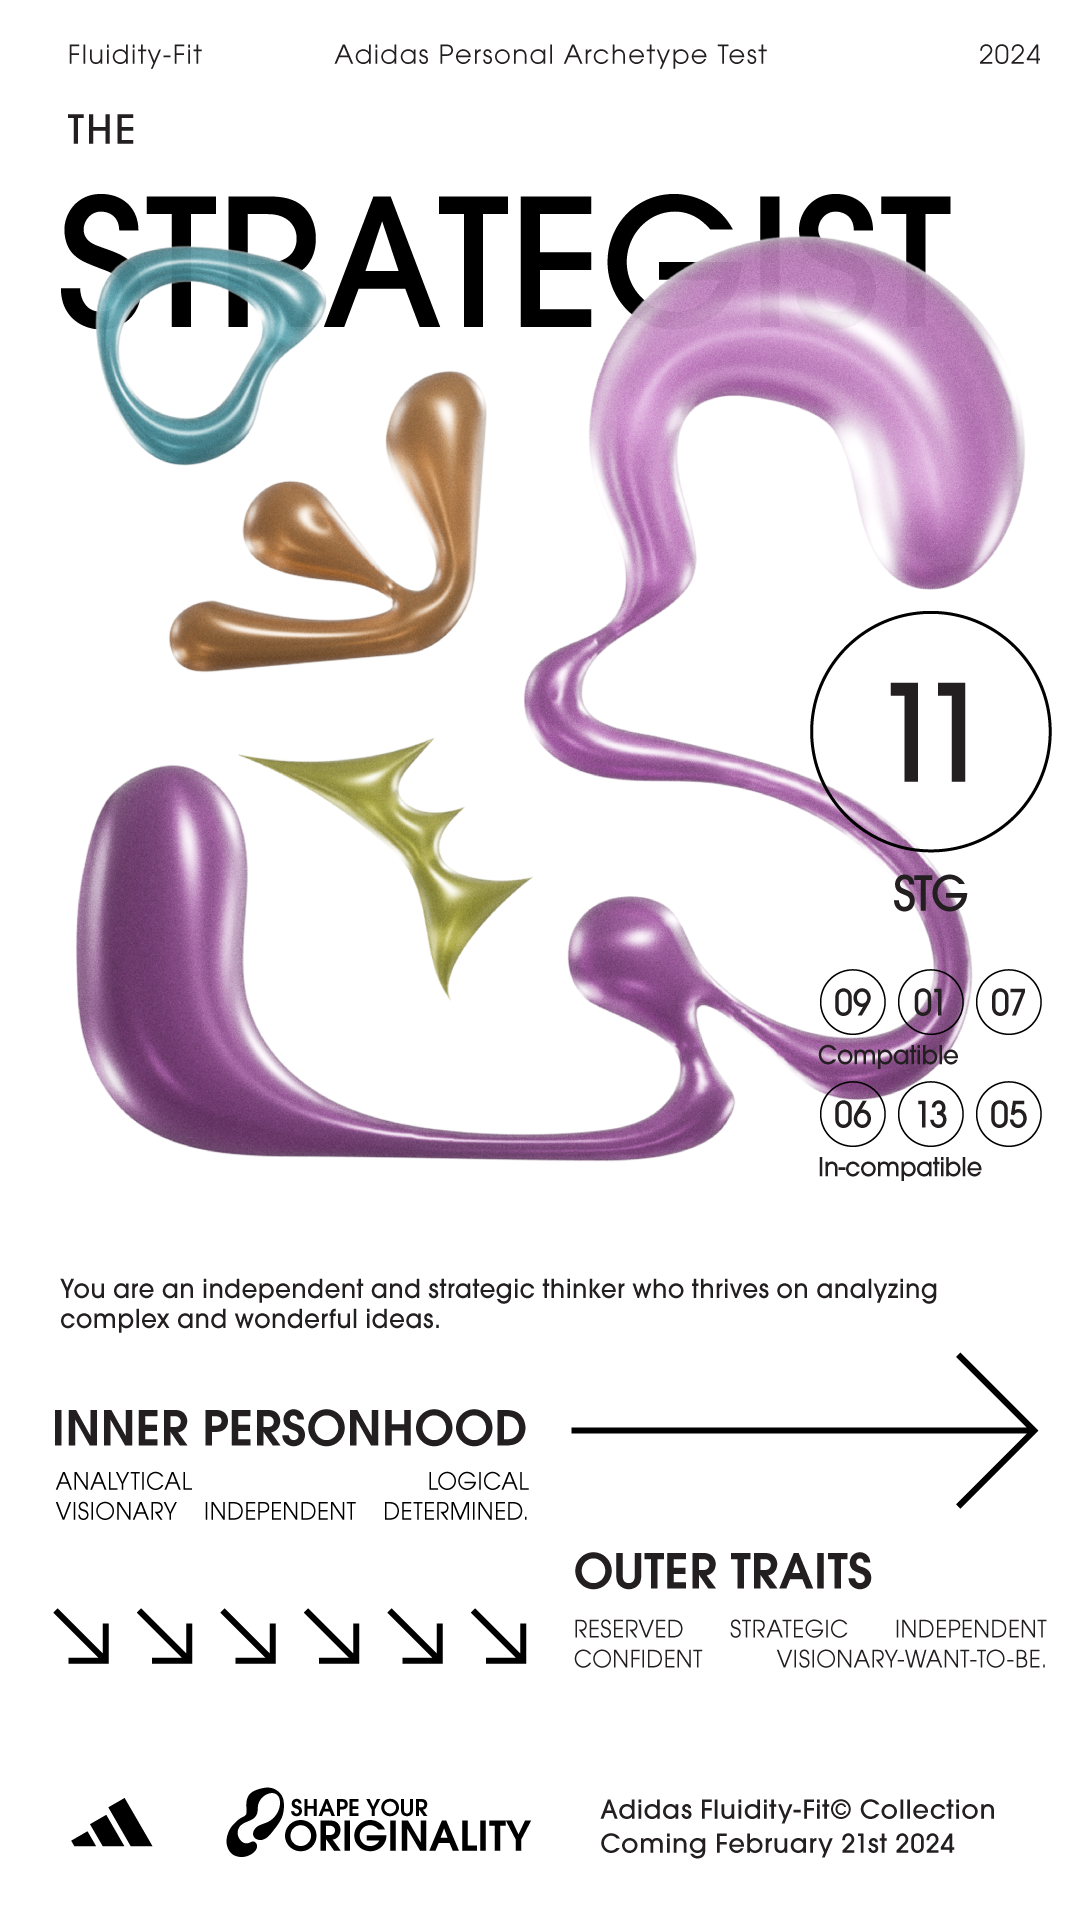 Fluidity-Fit Adidas Personal Archetype Test 2024
THE
STRATEGIST
11
STG
09 01 07
Compatible
06 13 05
In-compatible
You are an independent and strategic thinker who thrives on analyzing
complex and wonderful ideas.
INNER PERSONHOOD
ANALYTICAL LOGICAL
VISIONARY INDEPENDENT DETERMINED.
OUTER TRAITS
RESERVED STRATEGIC INDEPENDENT
CONFIDENT VISIONARY-WANT-TO-BE.
SHAPE YOUR
ORIGINALITY
Adidas Fluidity-Fit© Collection
Coming February 21st 2024